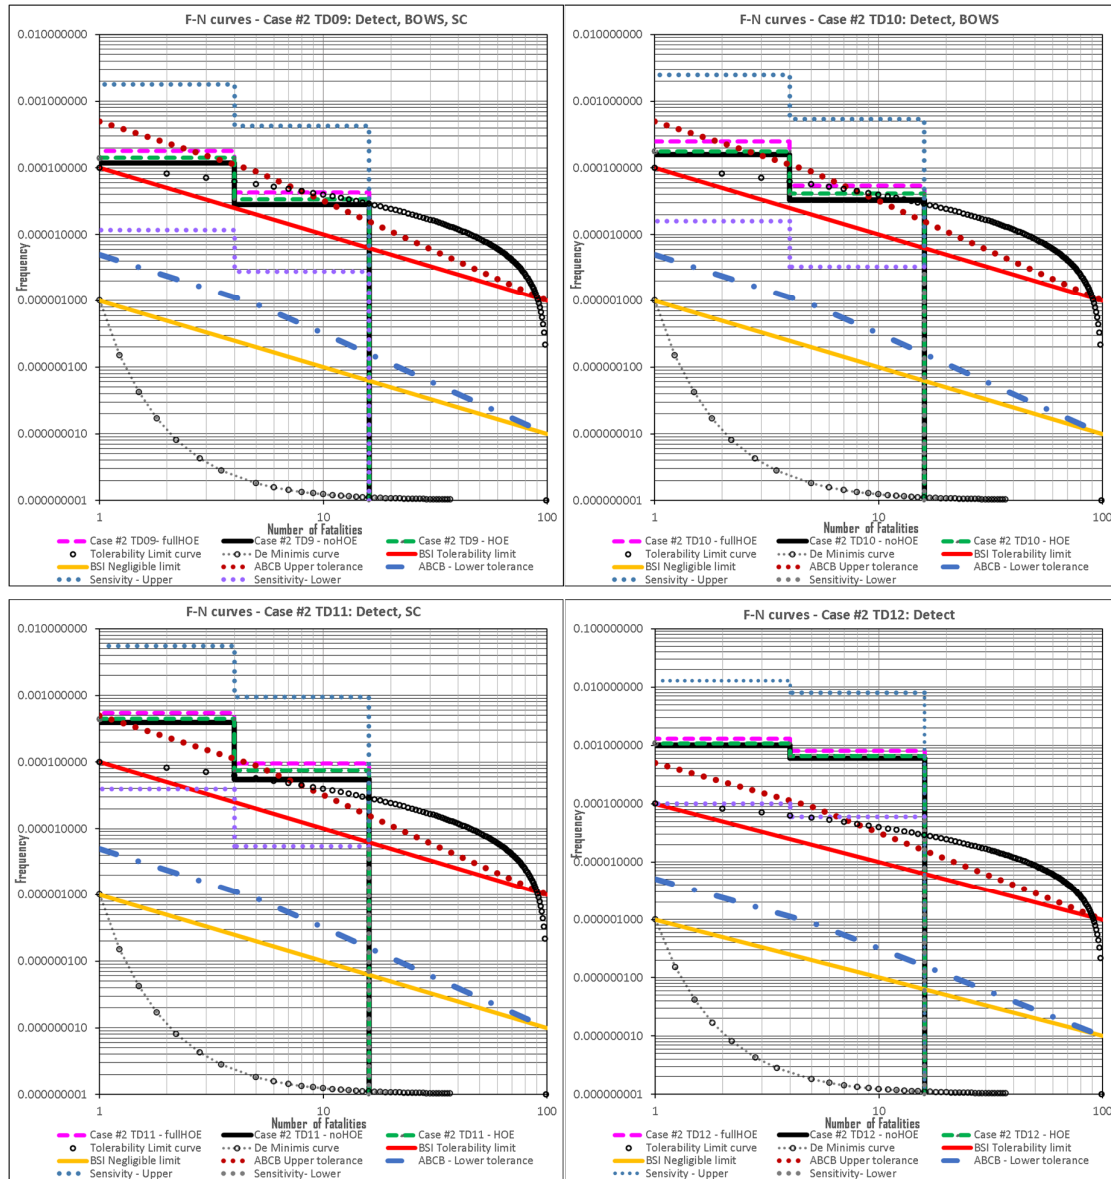 F-N curves - Case #2 TD09: Detect, BOWS, SC
0.010000000
0.001000000
0.000100000
0.000010000
0.000001000
0.000000100
0.000000010
0.000000001
Frequency
1
10
100
Number of Fatalities
Case #2 TD09- fullHOE
Case #2 TD9 - noHOE
Case #2 TD9 - HOE
Tolerability Limit curve
De Minimis curve
BSI Tolerability limit
BSI Negligible limit
ABCB Upper tolerance
ABCB - Lower tolerance
Sensivity - Upper
Sensitivity- Lower
F-N curves - Case #2 TD10: Detect, BOWS
0.010000000
0.001000000
0.000100000
0.000010000
0.000001000
0.000000100
0.000000010
0.000000001
Frequency
1
10
100
Number of Fatalities
Case #2 TD10 - fullHOE
Case #2 TD10 - noHOE
Case #2 TD10 - HOE
Tolerability Limit curve
De Minimis curve
BSI Tolerability limit
BSI Negligible limit
ABCB Upper tolerance
ABCB - Lower tolerance
Sensivity - Upper
Sensitivity- Lower
F-N curves - Case #2 TD11: Detect, SC
0.010000000
0.001000000
0.000100000
0.000010000
0.000001000
0.000000100
0.000000010
0.000000001
Frequency
1
10
100
Number of Fatalities
Case #2 TD11 - fullHOE
Case #2 TD11 - noHOE
Case #2 TD11 - HOE
Tolerability Limit curve
De Minimis curve
BSI Tolerability limit
BSI Negligible limit
ABCB Upper tolerance
ABCB - Lower tolerance
Sensivity - Upper
Sensitivity- Lower
F-N curves - Case #2 TD12: Detect
0.100000000
0.010000000
0.001000000
0.000100000
0.000010000
0.000001000
0.000000100
0.000000010
0.000000001
Frequency
1
10
100
Number of Fatalities
Case #2 TD12 - fullHOE
Case #2 TD12 - noHOE
Case #2 TD12 - HOE
Tolerability Limit curve
De Minimis curve
BSI Tolerability limit
BSI Negligible limit
ABCB Upper tolerance
ABCB - Lower tolerance
Sensivity - Upper
Sensitivity- Lower